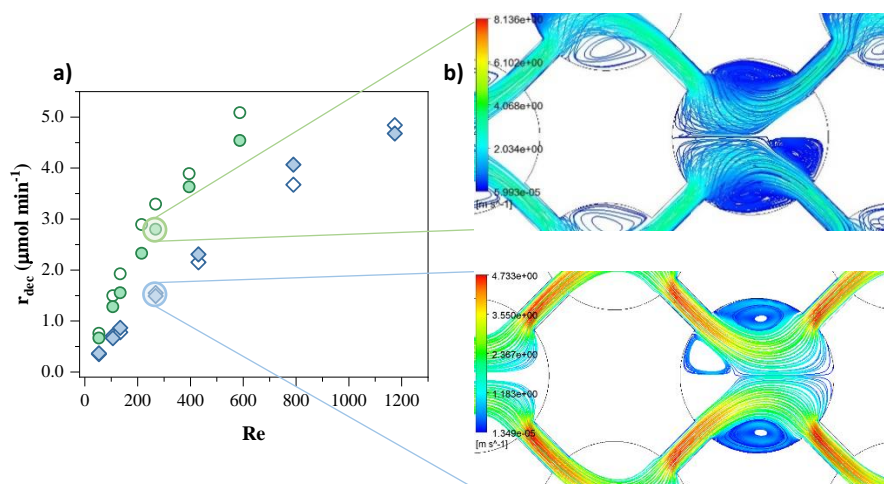 a)
r_dec (μmol min⁻¹)
5.0
4.0
3.0
2.0
1.0
0.0
0
200
400
600
800
1000
1200
Re
b)
8.136e+00
6.102e+00
4.068e+00
2.034e+00
5.993e-05
[m s^-1]
4.733e+00
3.550e+00
2.367e+00
1.183e+00
1.349e-05
[m s^-1]